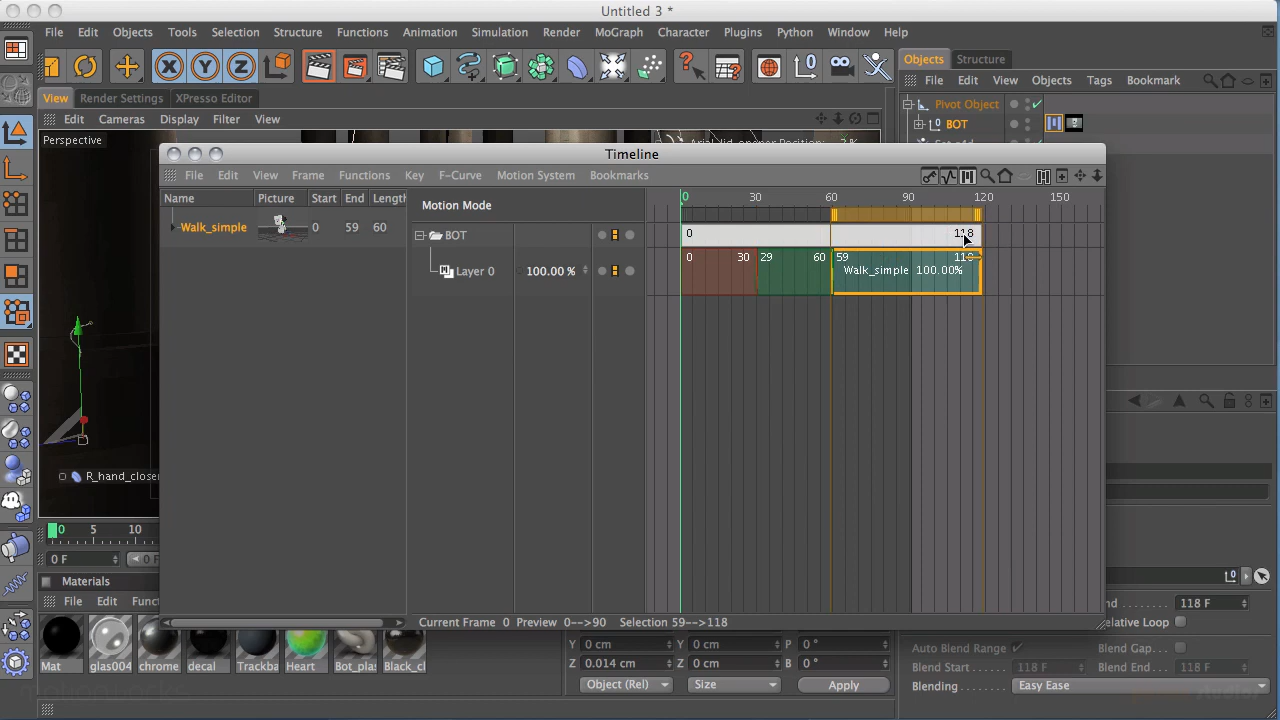 Untitled 3 *
File Edit Objects Tools Selection Structure Functions Animation Simulation Render MoGraph Character Plugins Python Window Help
Objects Structure
File Edit View Objects Tags Bookmark
View Render Settings XPresso Editor
Edit Cameras Display Filter View
Perspective
Pivot Object
BOT
Timeline
File Edit View Frame Functions Key F-Curve Motion System Bookmarks
Name Picture Start End Length
Walk_simple 0 59 60
Motion Mode
0 30 60 90 120 150
BOT
0 118
Layer 0 100.00 %
0 30 29 60 59 118
Walk_simple 100.00%
R_hand_closer
0 5 10
0 F
Materials
File Edit Func
Mat glas004 chrome decal Trackba Heart Bot_plas Black_cl
Current Frame 0 Preview 0-->90 Selection 59-->118
Y 0 cm Y 0 cm P 0 °
Z 0.014 cm Z 0 cm B 0 °
Object (Rel) Size Apply
nd 118 F
elative Loop
Auto Blend Range Blend Gap
Blend Start 118 F Blend End 118 F
Blending Easy Ease